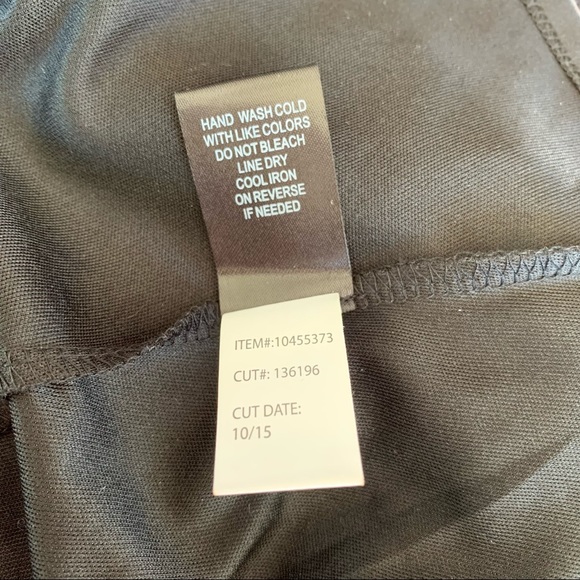 HAND WASH COLD
WITH LIKE COLORS
DO NOT BLEACH
LINE DRY
COOL IRON
ON REVERSE
IF NEEDED
ITEM#:10455373
CUT#: 136196
CUT DATE:
10/15